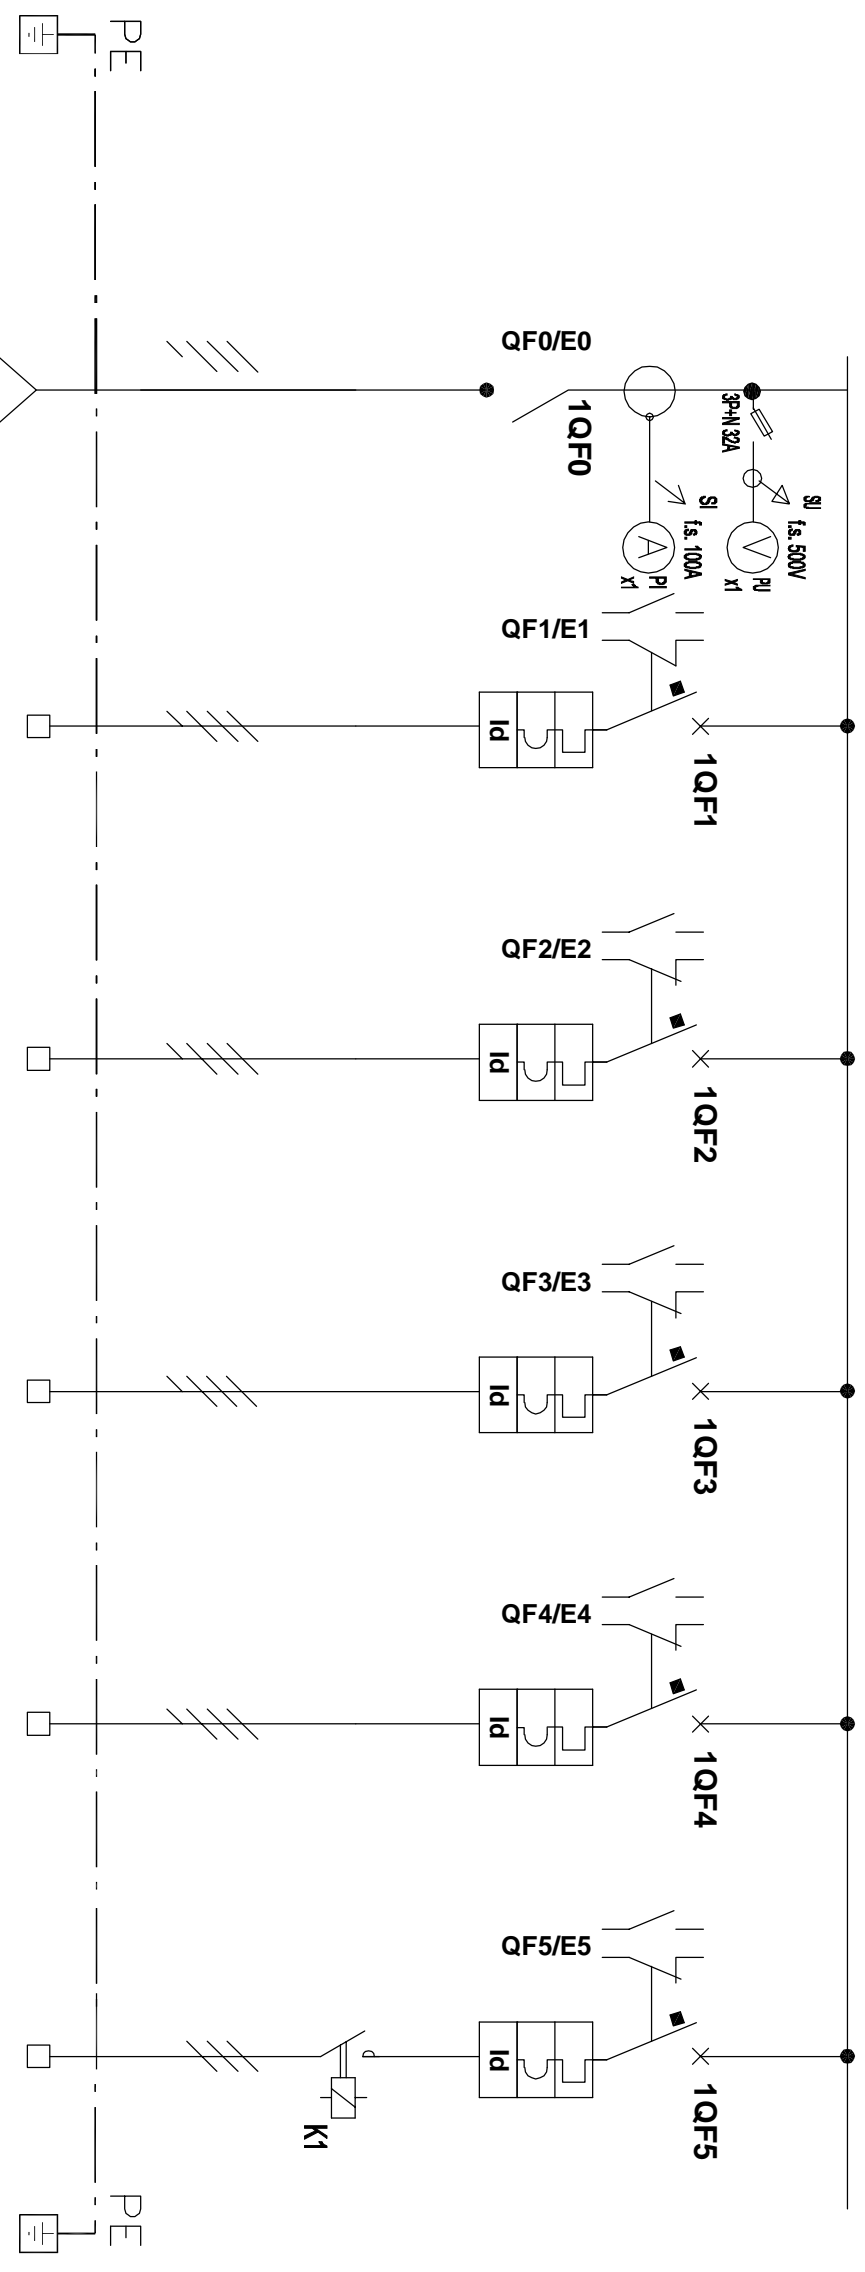 PE
QF0/E0
1QF0
3P+N 32A
SI
f.s. 100A
A
PI
x1
SU
f.s. 500V
V
PU
x1
QF1/E1
Id
1QF1
QF2/E2
Id
1QF2
QF3/E3
Id
1QF3
QF4/E4
Id
1QF4
QF5/E5
Id
1QF5
K1
PE